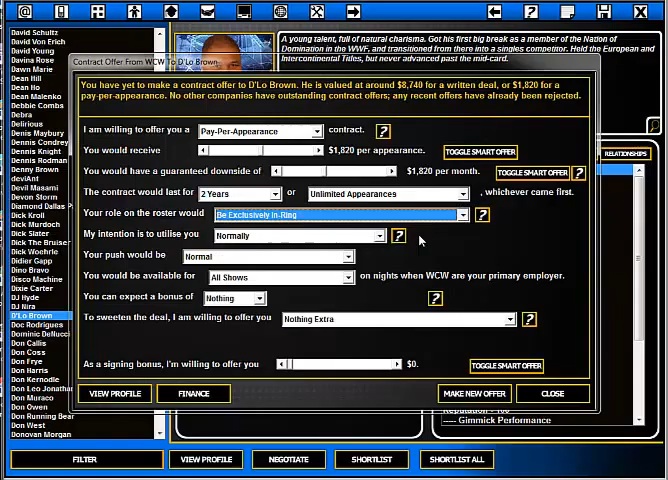 David Schultz
David Von Erich
David Young
Davina Rose
Dawn Marie
Dean Hill
Dean Ho
Dean Malenko
Debbie Combs
Debra
Delirious
Denis Maybury
Dennis Condrey
Dennis Knight
Dennis Rodman
Denny Brown
DeviAnt
Devil Masami
Devon Storm
Diamond Dallas
Dick Kroll
Dick Murdoch
Dick Slater
Dick The Bruiser
Dick Woehrle
Didier Gapp
Dino Bravo
Disco Machine
Dixie Carter
DJ Hyde
DJ Nira
D'Lo Brown
Doc Rodrigues
Dominic DeNucci
Don Callis
Don Coss
Don Frye
Don Harris
Don Kernodle
Don Leo Jonathan
Don Muraco
Don Owen
Don Running Bear
Don West
Donovan Morgan
A young talent, full of natural charisma. Got his first big break as a member of the Nation of
Domination in the WWF, and transitioned from there into a singles competitor. Held the European and
Intercontinental Titles, but never advanced past the mid-card.
Contract Offer From WCW To D'Lo Brown
You have yet to make a contract offer to D'Lo Brown. He is valued at around $8,740 for a written deal, or $1,820 for a
pay-per-appearance. No other companies have outstanding contract offers; any recent offers have already been rejected.
I am willing to offer you a Pay-Per-Appearance contract. ?
You would receive $1,820 per appearance. TOGGLE SMART OFFER
You would have a guaranteed downside of $1,820 per month. TOGGLE SMART OFFER ?
The contract would last for 2 Years or Unlimited Appearances , whichever came first.
Your role on the roster would Be Exclusively In-Ring ?
My intention is to utilise you Normally ?
Your push would be Normal
You would be available for All Shows on nights when WCW are your primary employer.
You can expect a bonus of Nothing ?
To sweeten the deal, I am willing to offer you Nothing Extra ?
As a signing bonus, I'm willing to offer you $0. TOGGLE SMART OFFER
VIEW PROFILE FINANCE MAKE NEW OFFER CLOSE
RELATIONSHIPS
----- Gimmick Performance
FILTER VIEW PROFILE NEGOTIATE SHORTLIST SHORTLIST ALL